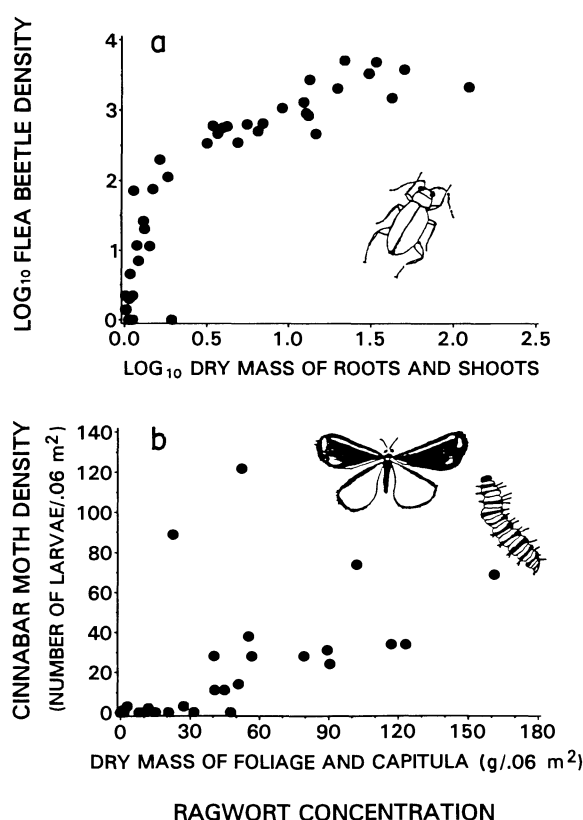 LOG₁₀ FLEA BEETLE DENSITY
a
4
3
2
1
0
0.0 0.5 1.0 1.5 2.0 2.5
LOG₁₀ DRY MASS OF ROOTS AND SHOOTS
CINNABAR MOTH DENSITY
(NUMBER OF LARVAE/.06 m²)
b
140
120
100
80
60
40
20
0
0 30 60 90 120 150 180
DRY MASS OF FOLIAGE AND CAPITULA (g/.06 m²)
RAGWORT CONCENTRATION